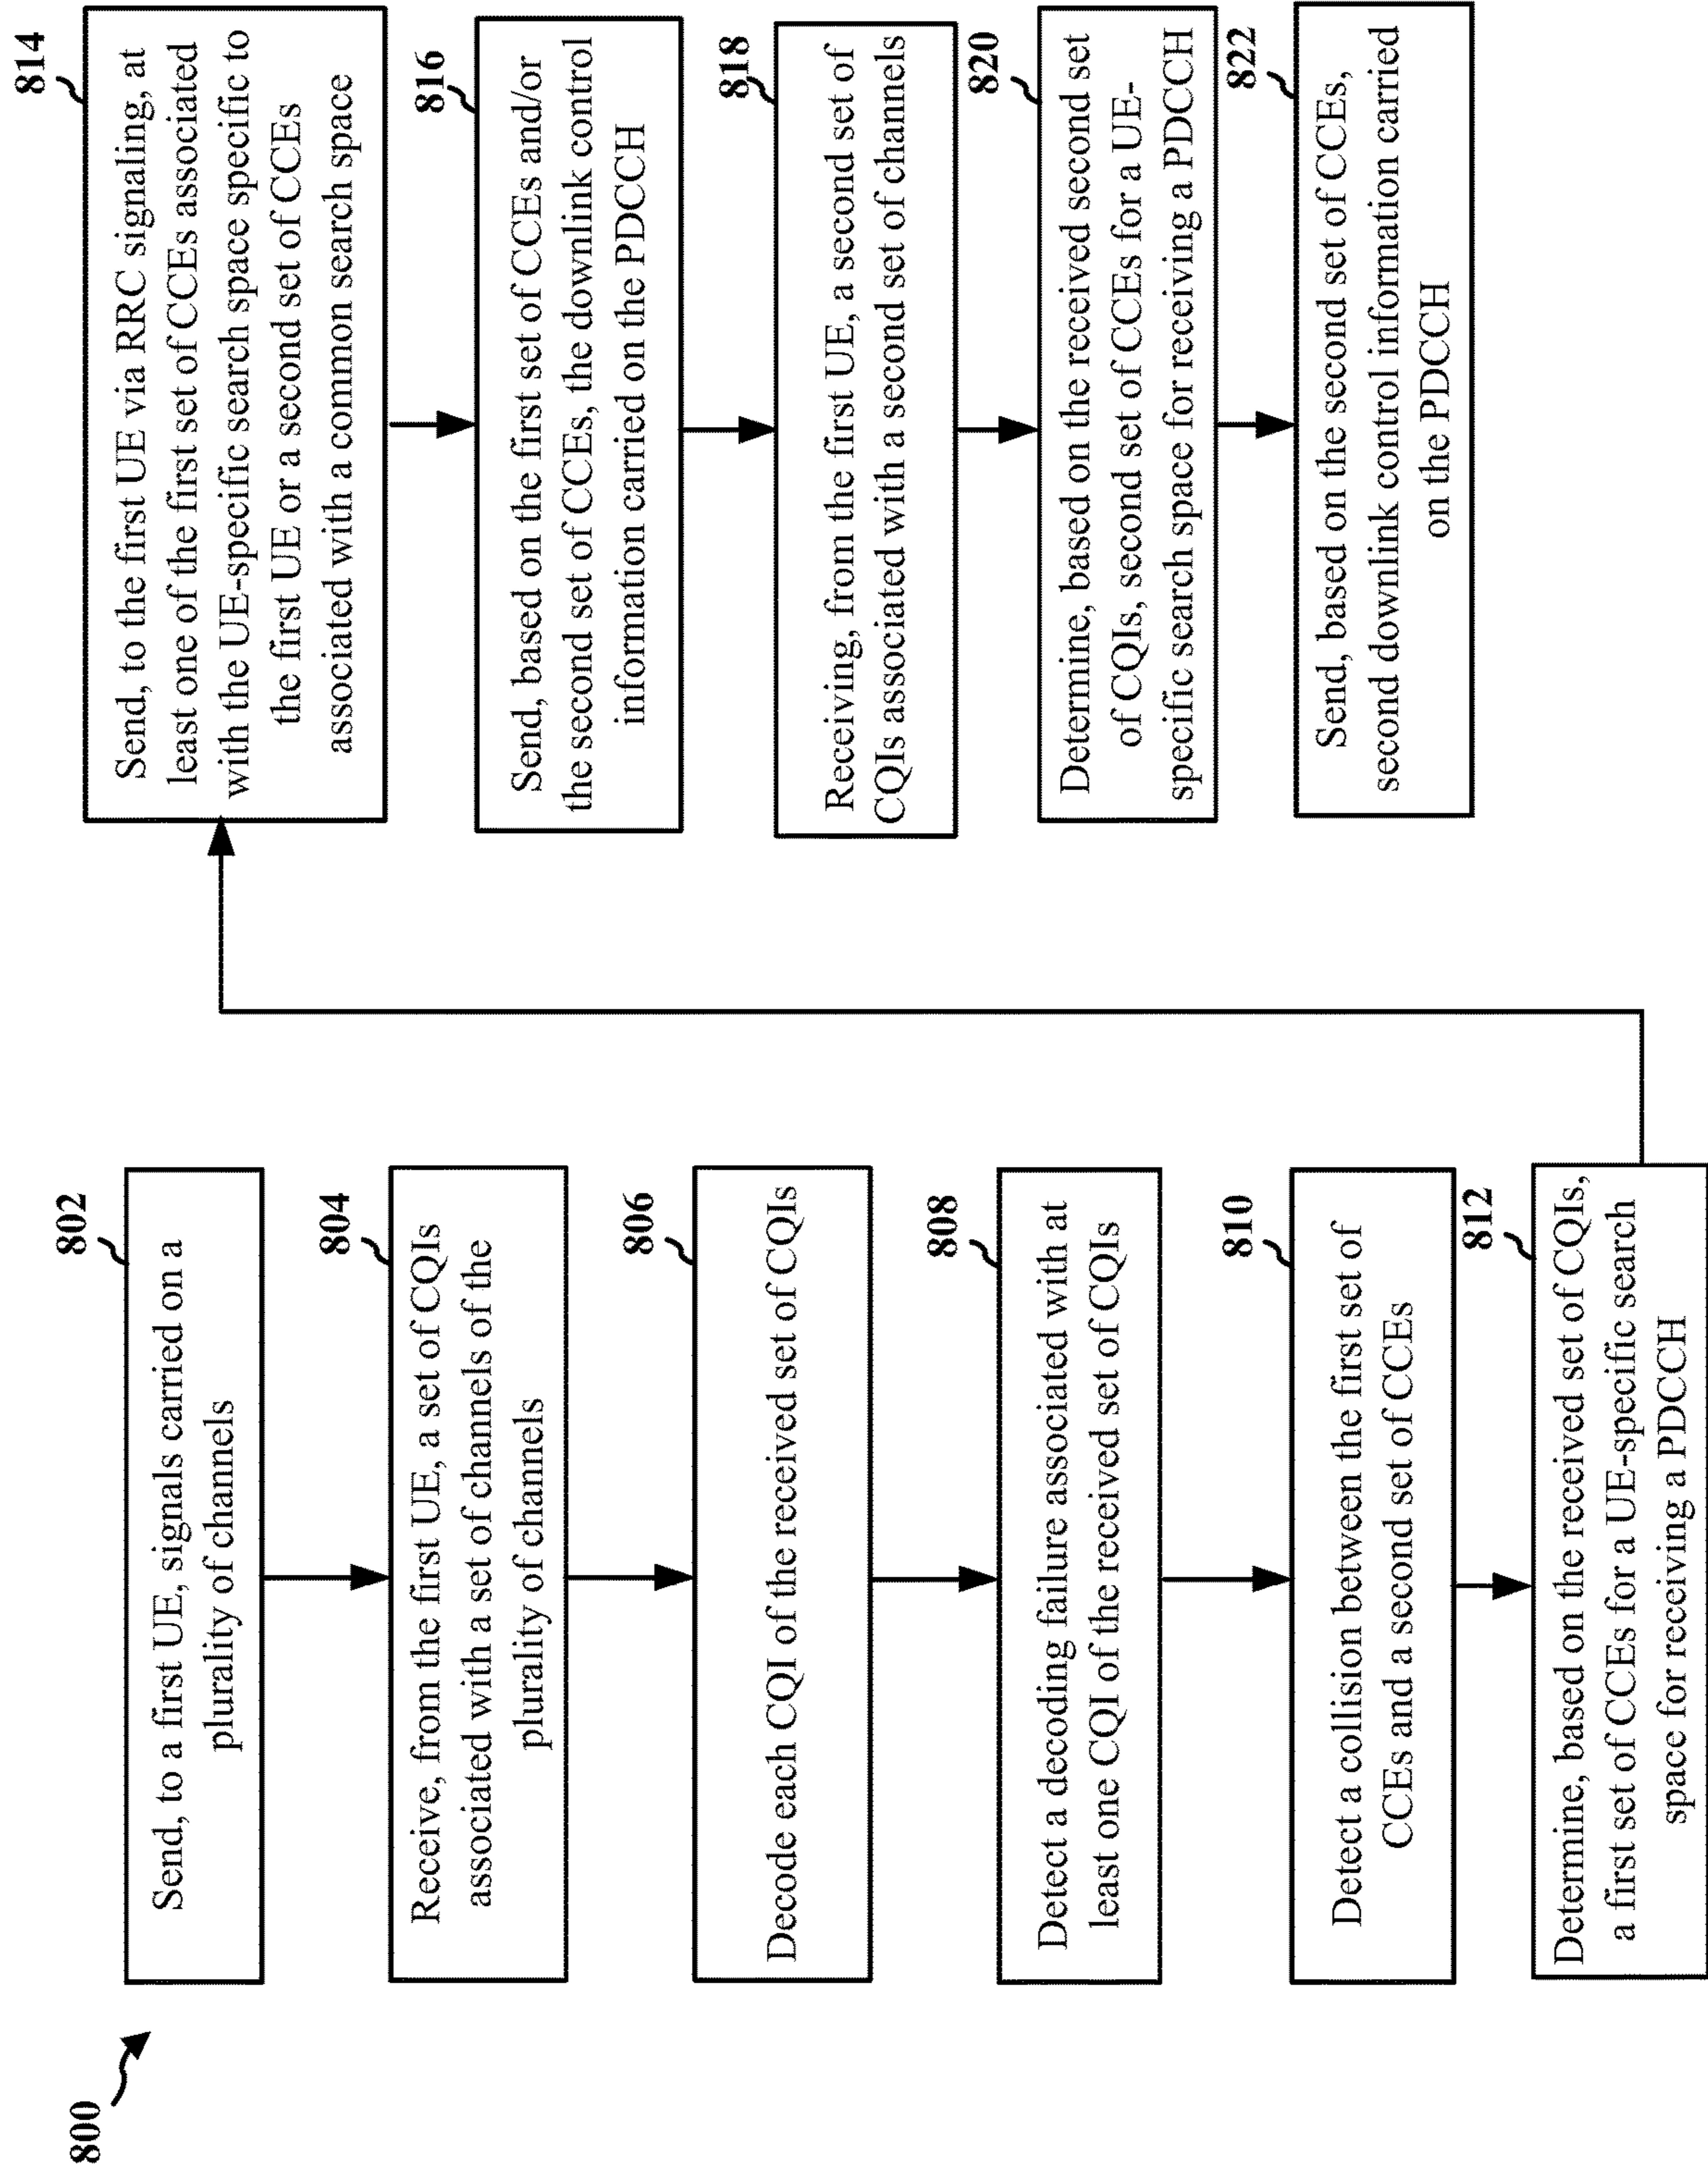 800
802
Send, to a first UE, signals carried on a
plurality of channels
804
Receive, from the first UE, a set of CQIs
associated with a set of channels of the
plurality of channels
806
Decode each CQI of the received set of CQIs
808
Detect a decoding failure associated with at
least one CQI of the received set of CQIs
810
Detect a collision between the first set of
CCEs and a second set of CCEs
812
Determine, based on the received set of CQIs,
a first set of CCEs for a UE-specific search
space for receiving a PDCCH
814
Send, to the first UE via RRC signaling, at
least one of the first set of CCEs associated
with the UE-specific search space specific to
the first UE or a second set of CCEs
associated with a common search space
816
Send, based on the first set of CCEs and/or
the second set of CCEs, the downlink control
information carried on the PDCCH
818
Receiving, from the first UE, a second set of
CQIs associated with a second set of channels
820
Determine, based on the received second set
of CQIs, second set of CCEs for a UE-
specific search space for receiving a PDCCH
822
Send, based on the second set of CCEs,
second downlink control information carried
on the PDCCH